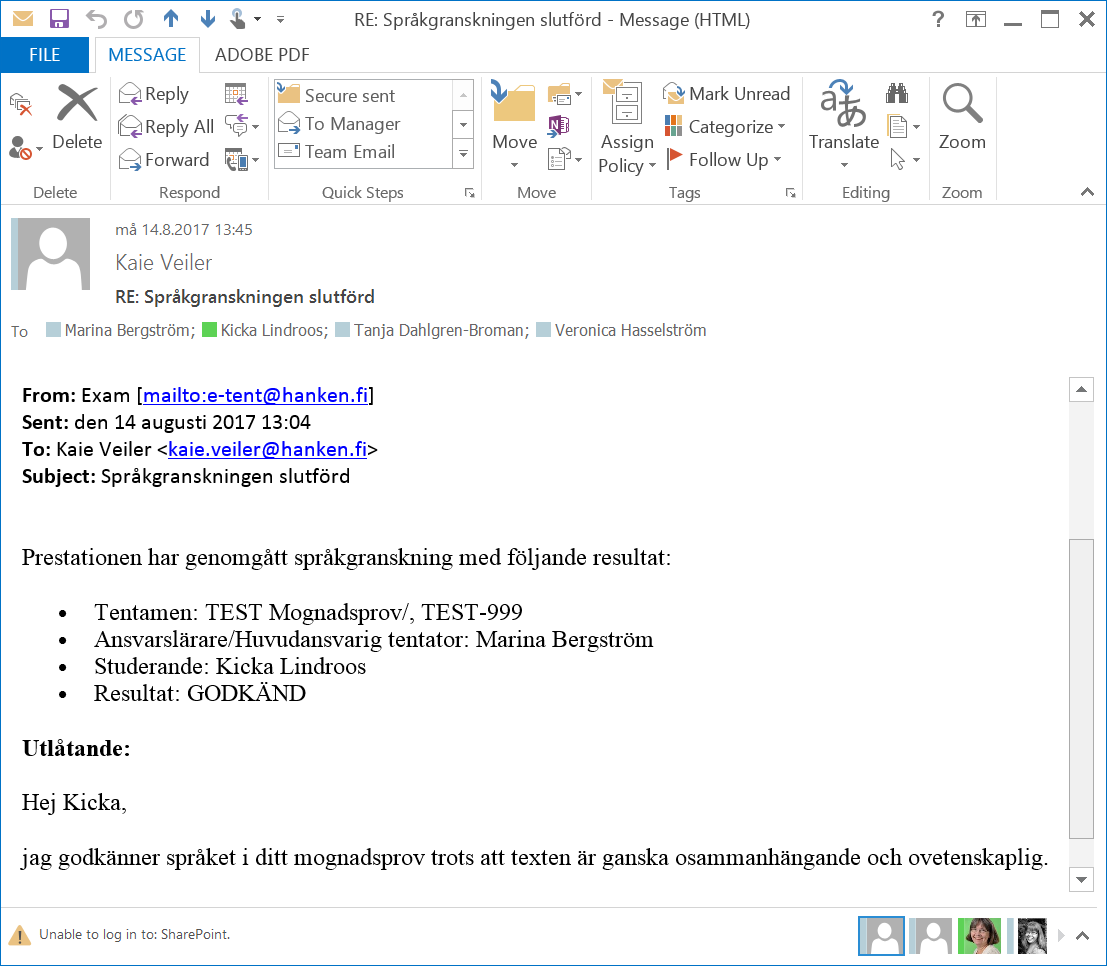 RE: Språkgranskningen slutförd - Message (HTML)
?
FILE MESSAGE ADOBE PDF
Delete
Delete
Reply
Reply All
Forward
Respond
Secure sent
To Manager
Team Email
Quick Steps
Move
Move
Assign
Policy
Mark Unread
Categorize
Follow Up
Tags
Translate
Editing
Zoom
Zoom
må 14.8.2017 13:45
Kaie Veiler
RE: Språkgranskningen slutförd
To Marina Bergström; Kicka Lindroos; Tanja Dahlgren-Broman; Veronica Hasselström
From: Exam [mailto:e-tent@hanken.fi]
Sent: den 14 augusti 2017 13:04
To: Kaie Veiler <kaie.veiler@hanken.fi>
Subject: Språkgranskningen slutförd
Prestationen har genomgått språkgranskning med följande resultat:
• Tentamen: TEST Mognadsprov/, TEST-999
• Ansvarslärare/Huvudansvarig tentator: Marina Bergström
• Studerande: Kicka Lindroos
• Resultat: GODKÄND
Utlåtande:
Hej Kicka,
jag godkänner språket i ditt mognadsprov trots att texten är ganska osammanhängande och ovetenskaplig.
Unable to log in to: SharePoint.